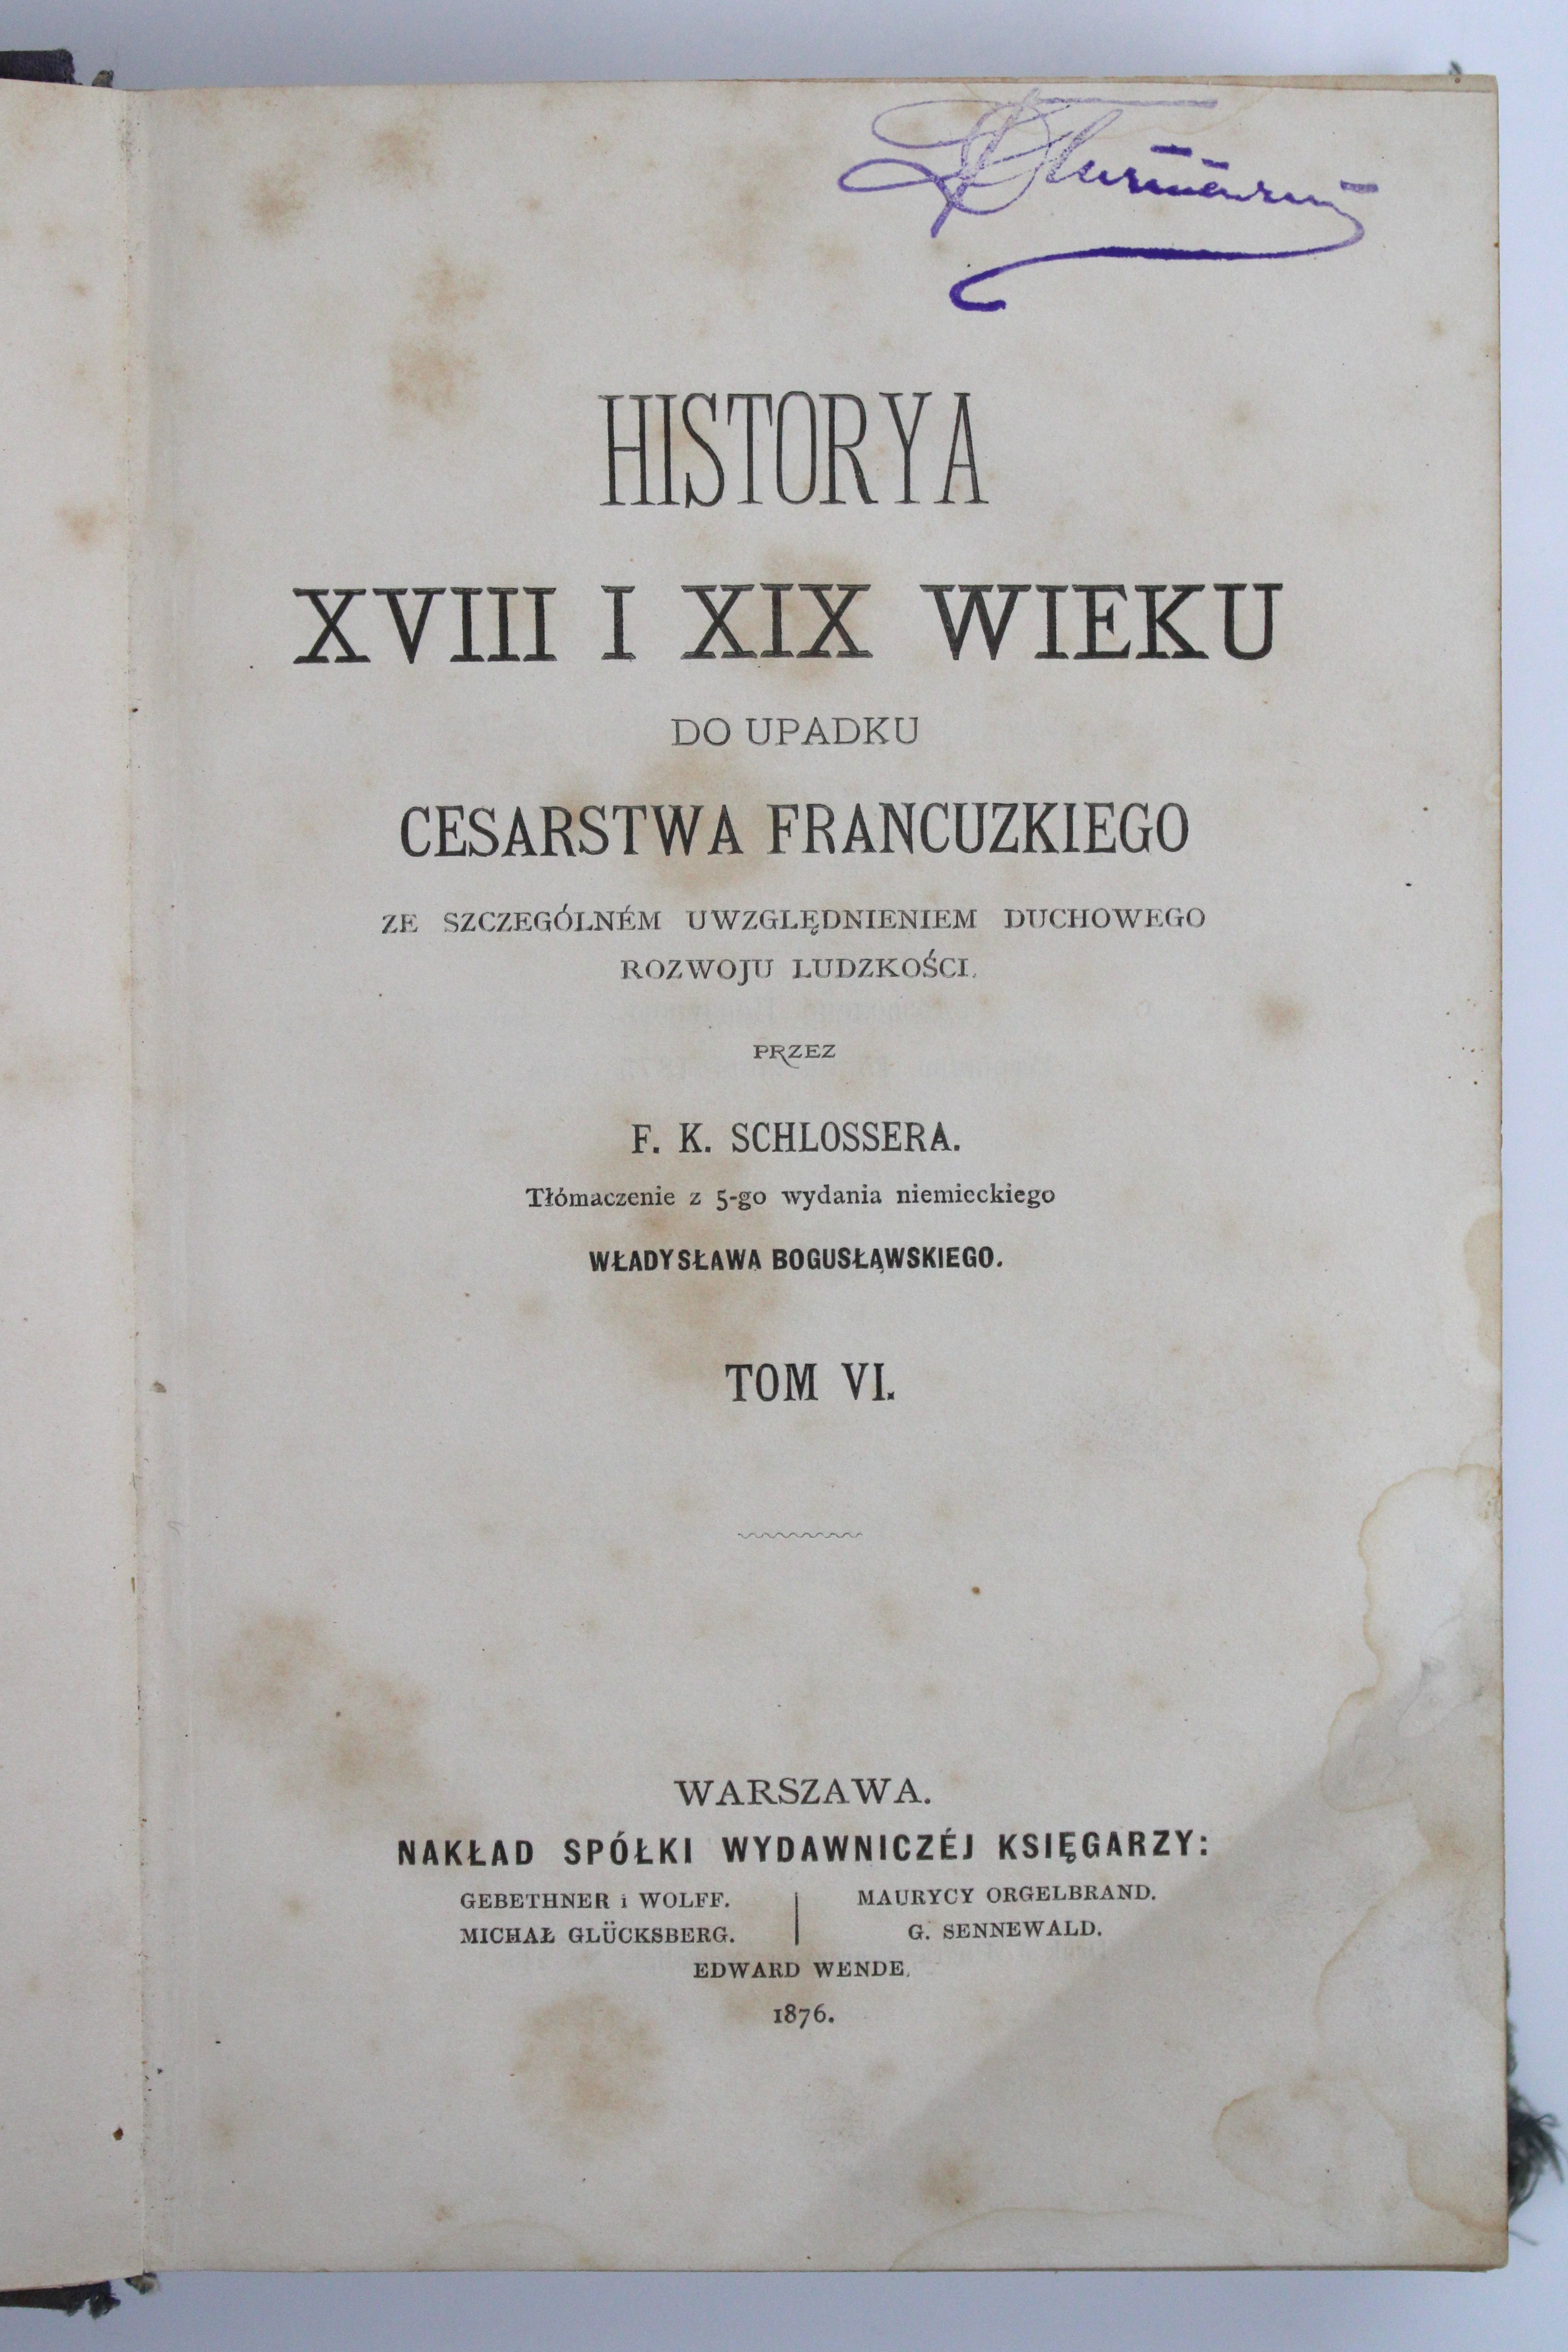 HISTORYA
XVIII I XIX WIEKU
DO UPADKU
CESARSTWA FRANCUZKIEGO
ZE SZCZEGÓLNÉM UWZGLĘDNIENIEM DUCHOWEGO
ROZWOJU LUDZKOŚCI.
PRZEZ
F. K. SCHLOSSERA.
Tłómaczenie z 5-go wydania niemieckiego
WŁADYSŁAWA BOGUSŁAWSKIEGO.
TOM VI.
WARSZAWA.
NAKŁAD SPÓŁKI WYDAWNICZÉJ KSIĘGARZY:
GEBETHNER i WOLFF. | MAURYCY ORGELBRAND.
MICHAŁ GLÜCKSBERG. | G. SENNEWALD.
EDWARD WENDE.
1876.